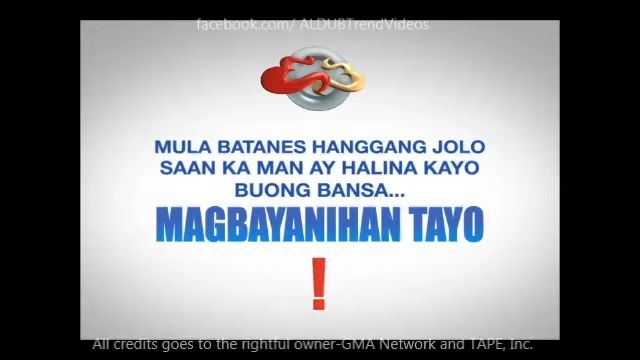 facebook.com/ ALDUBTrendVideos
MULA BATANES HANGGANG JOLO
SAAN KA MAN AY HALINA KAYO
BUONG BANSA...
MAGBAYANIHAN TAYO
!
All credits goes to the rightful owner-GMA Network and TAPE, Inc.